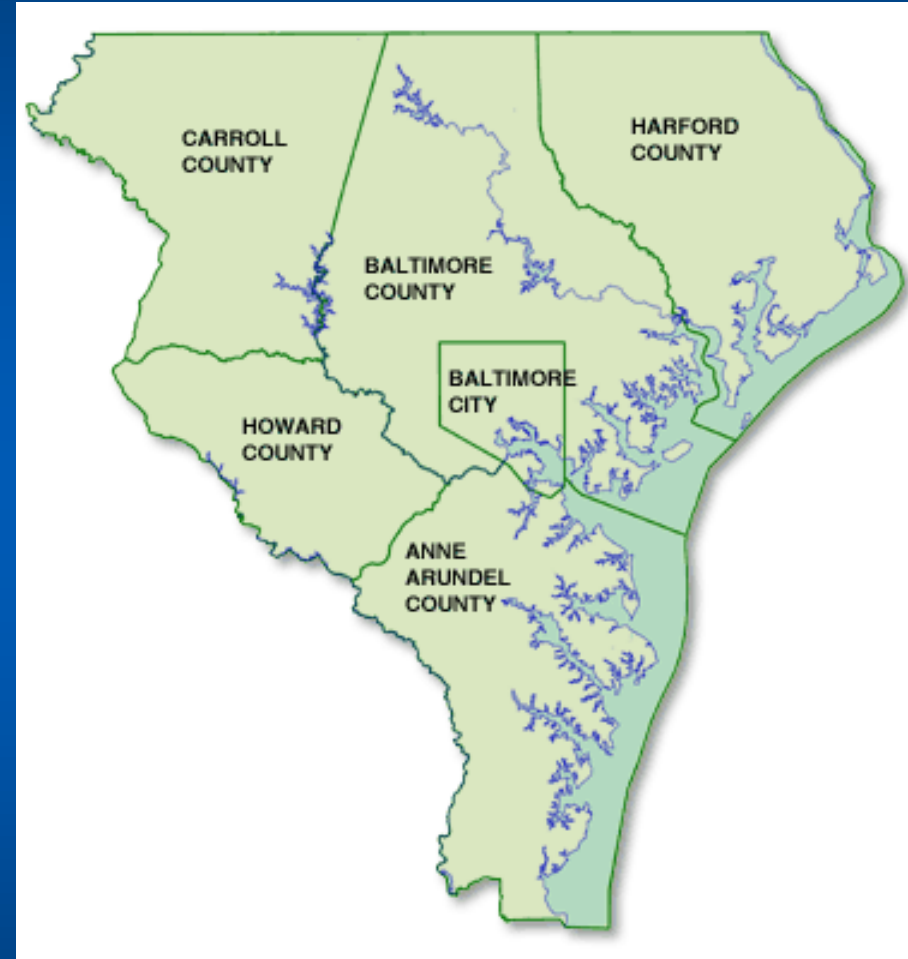 CARROLL
COUNTY
HARFORD
COUNTY
BALTIMORE
COUNTY
BALTIMORE
CITY
HOWARD
COUNTY
ANNE
ARUNDEL
COUNTY